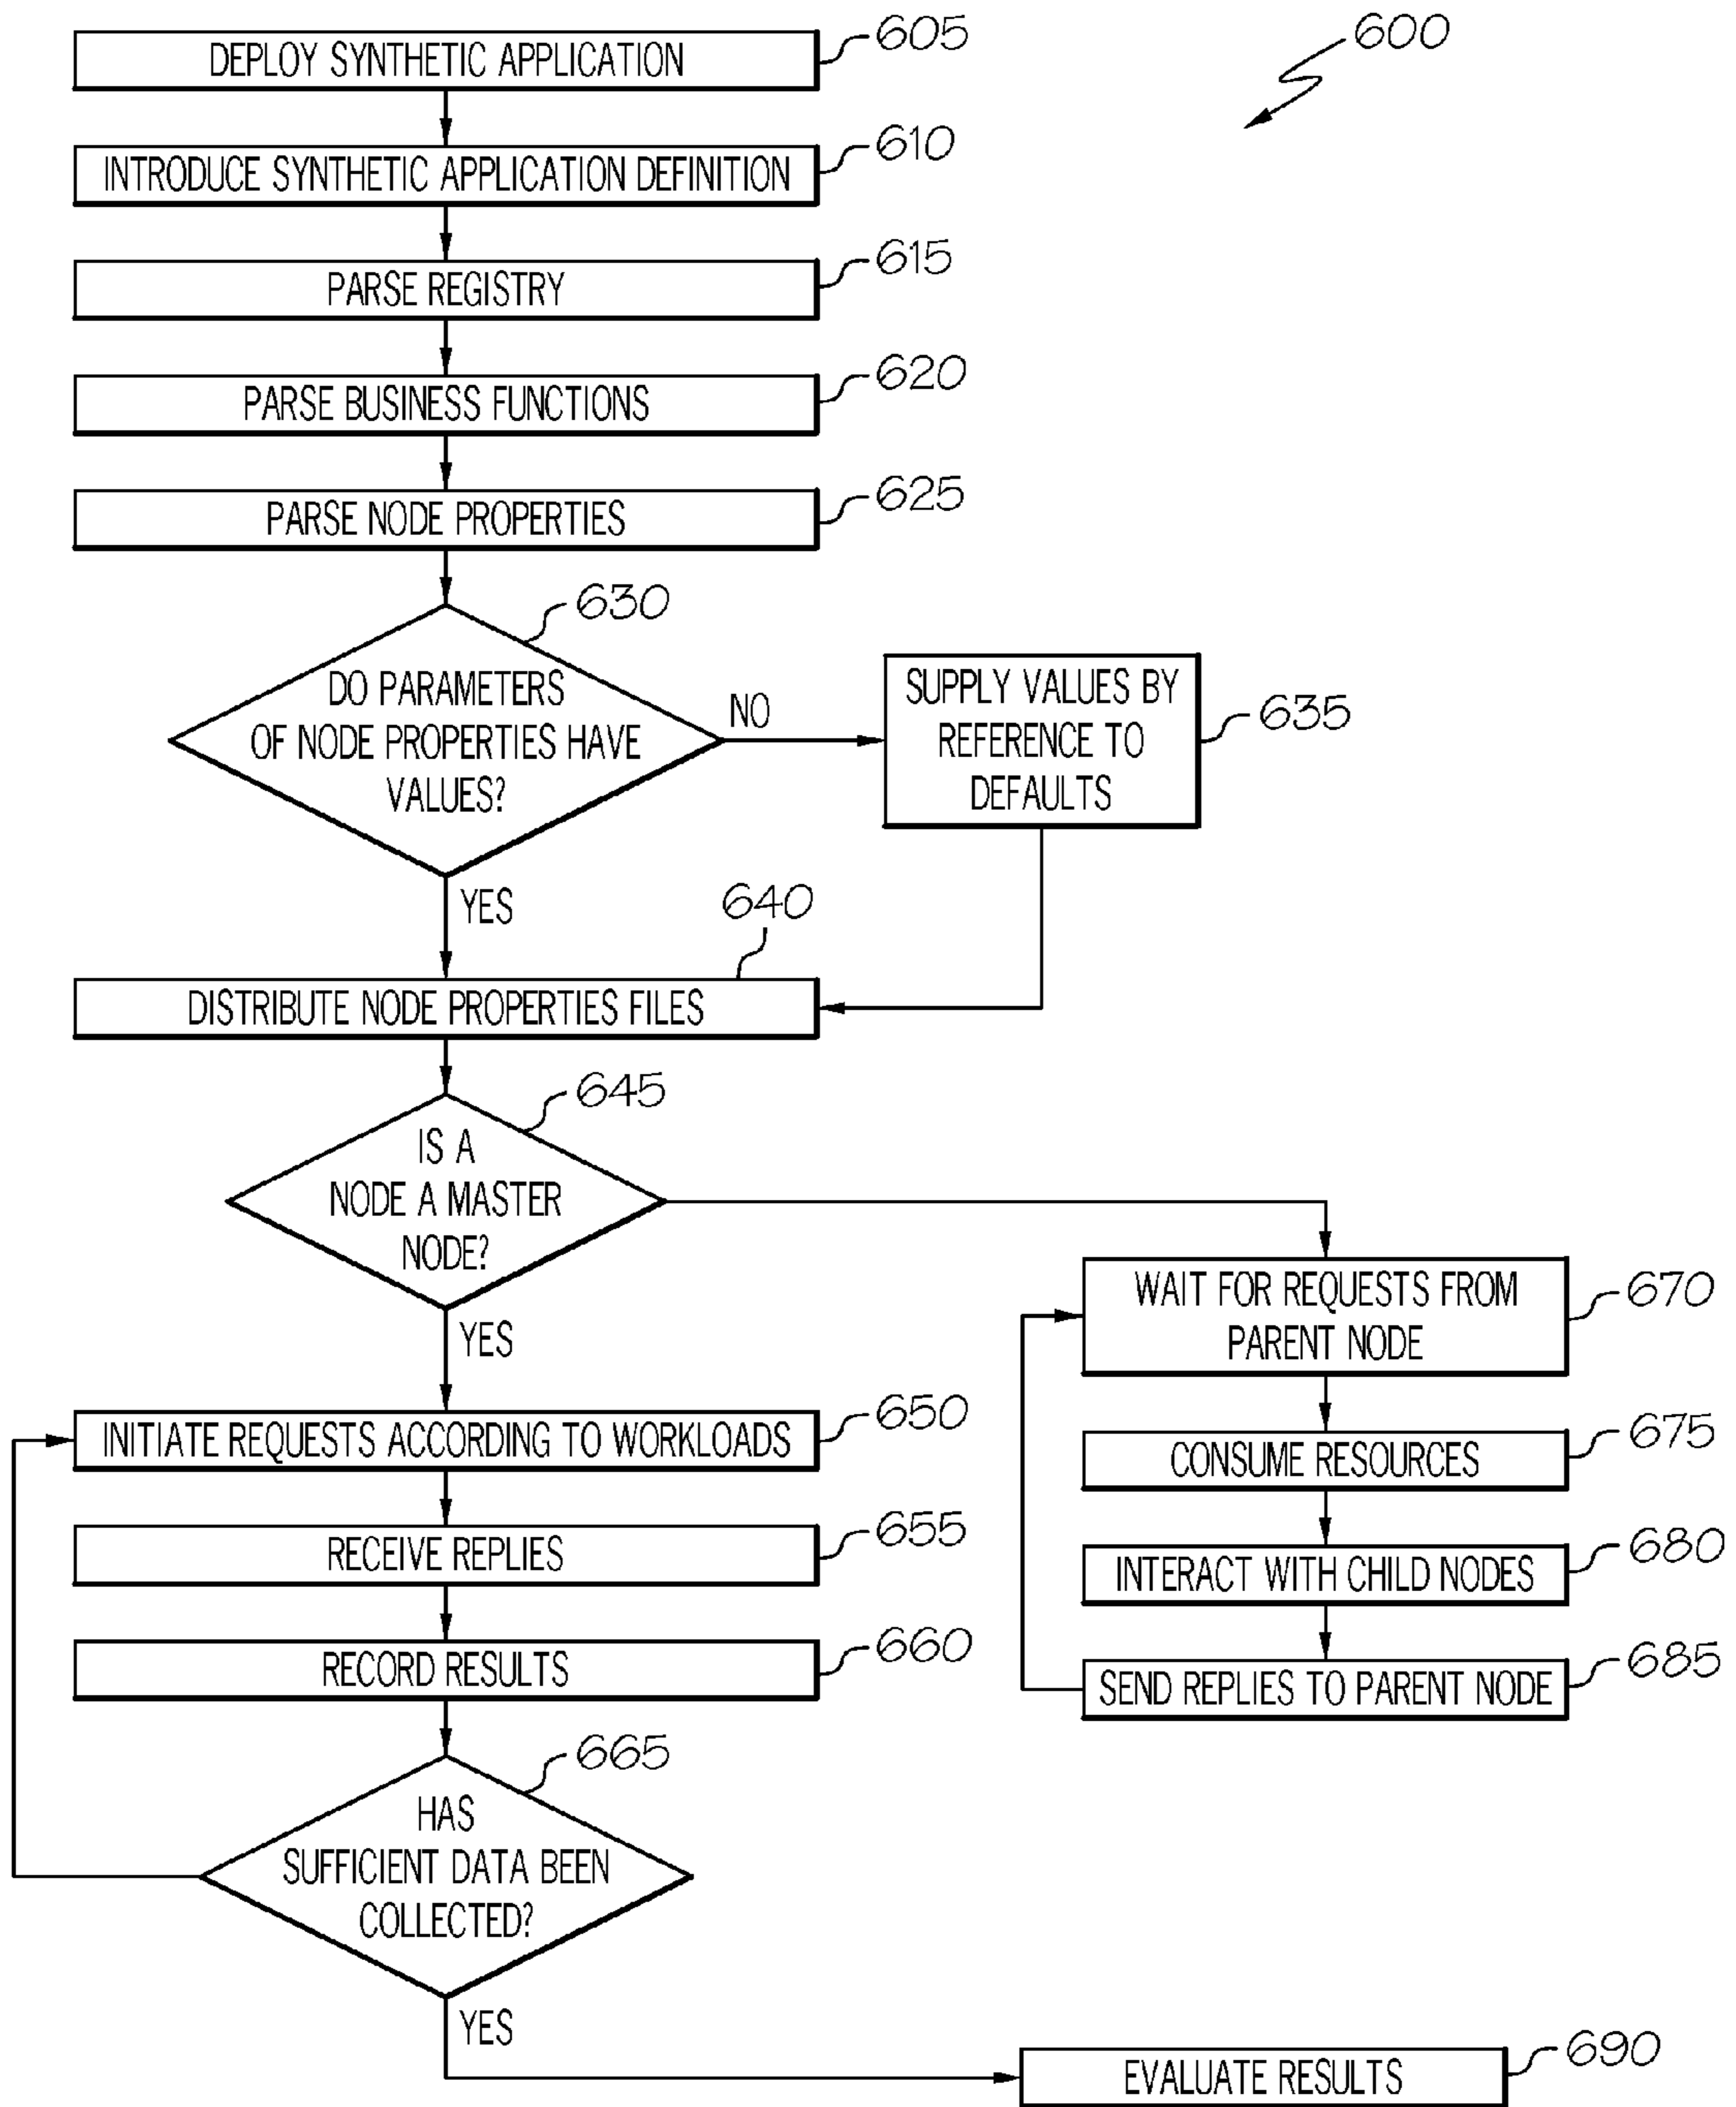 605
600
DEPLOY SYNTHETIC APPLICATION
610
INTRODUCE SYNTHETIC APPLICATION DEFINITION
615
PARSE REGISTRY
620
PARSE BUSINESS FUNCTIONS
625
PARSE NODE PROPERTIES
630
DO PARAMETERS
OF NODE PROPERTIES HAVE
VALUES?
NO
SUPPLY VALUES BY
REFERENCE TO
DEFAULTS
635
YES
640
DISTRIBUTE NODE PROPERTIES FILES
645
IS A
NODE A MASTER
NODE?
YES
650
INITIATE REQUESTS ACCORDING TO WORKLOADS
655
RECEIVE REPLIES
660
RECORD RESULTS
665
HAS
SUFFICIENT DATA BEEN
COLLECTED?
YES
WAIT FOR REQUESTS FROM
PARENT NODE
670
675
CONSUME RESOURCES
680
INTERACT WITH CHILD NODES
685
SEND REPLIES TO PARENT NODE
690
EVALUATE RESULTS